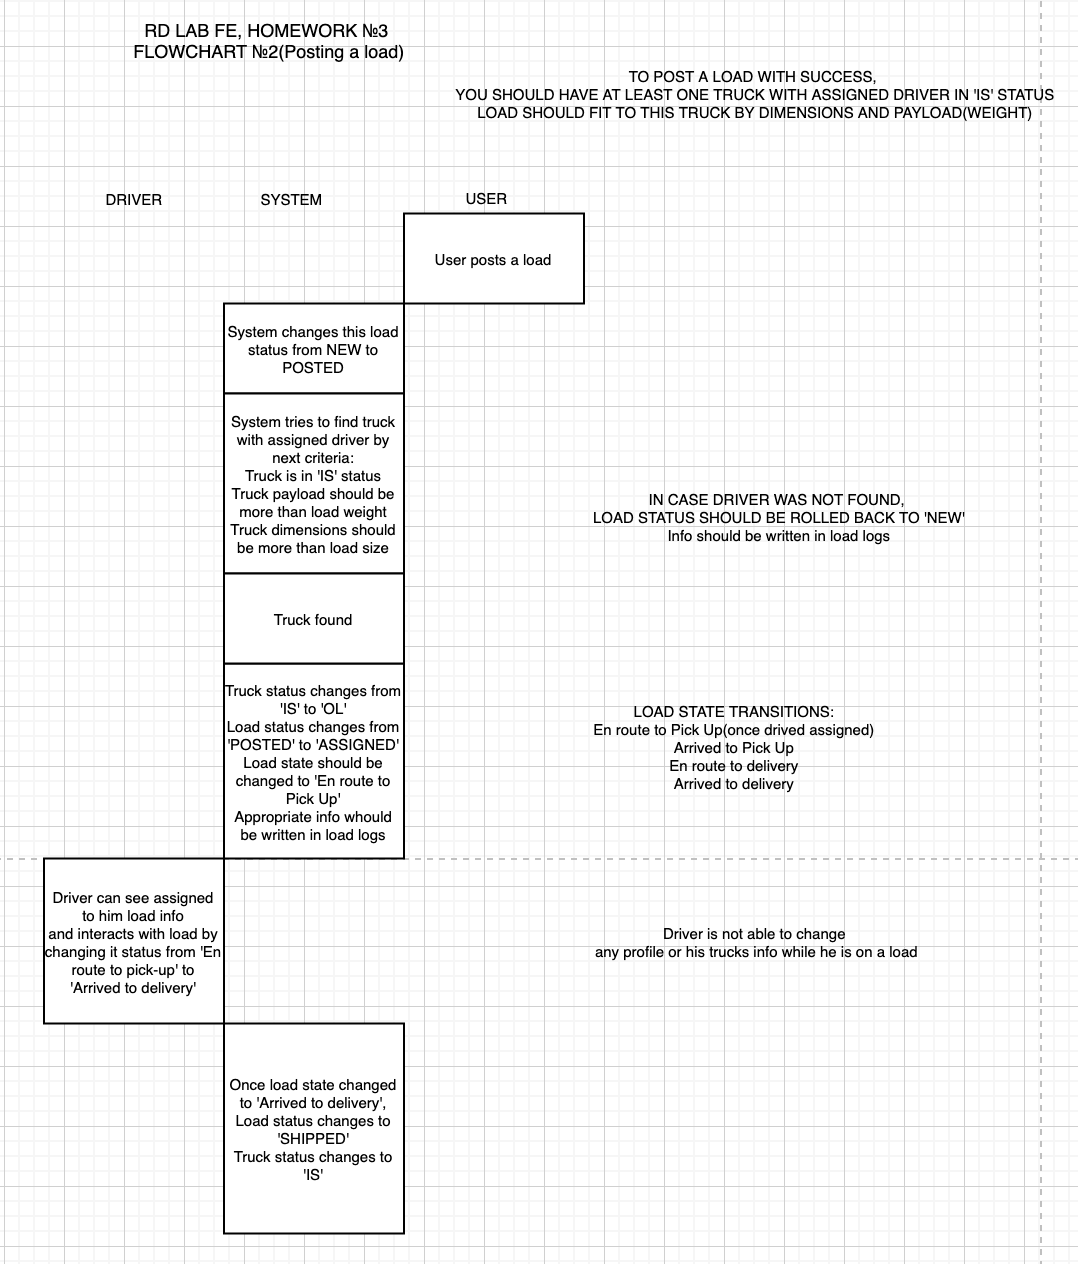 RD LAB FE, HOMEWORK №3
FLOWCHART №2(Posting a load)
TO POST A LOAD WITH SUCCESS,
YOU SHOULD HAVE AT LEAST ONE TRUCK WITH ASSIGNED DRIVER IN 'IS' STATUS
LOAD SHOULD FIT TO THIS TRUCK BY DIMENSIONS AND PAYLOAD(WEIGHT)
DRIVER
SYSTEM
USER
User posts a load
System changes this load
status from NEW to
POSTED
System tries to find truck
with assigned driver by
next criteria:
Truck is in 'IS' status
Truck payload should be
more than load weight
Truck dimensions should
be more than load size
IN CASE DRIVER WAS NOT FOUND,
LOAD STATUS SHOULD BE ROLLED BACK TO 'NEW'
Info should be written in load logs
Truck found
Truck status changes from
'IS' to 'OL'
Load status changes from
'POSTED' to 'ASSIGNED'
Load state should be
changed to 'En route to
Pick Up'
Appropriate info whould
be written in load logs
LOAD STATE TRANSITIONS:
En route to Pick Up(once drived assigned)
Arrived to Pick Up
En route to delivery
Arrived to delivery
Driver can see assigned
to him load info
and interacts with load by
changing it status from 'En
route to pick-up' to
'Arrived to delivery'
Driver is not able to change
any profile or his trucks info while he is on a load
Once load state changed
to 'Arrived to delivery',
Load status changes to
'SHIPPED'
Truck status changes to
'IS'